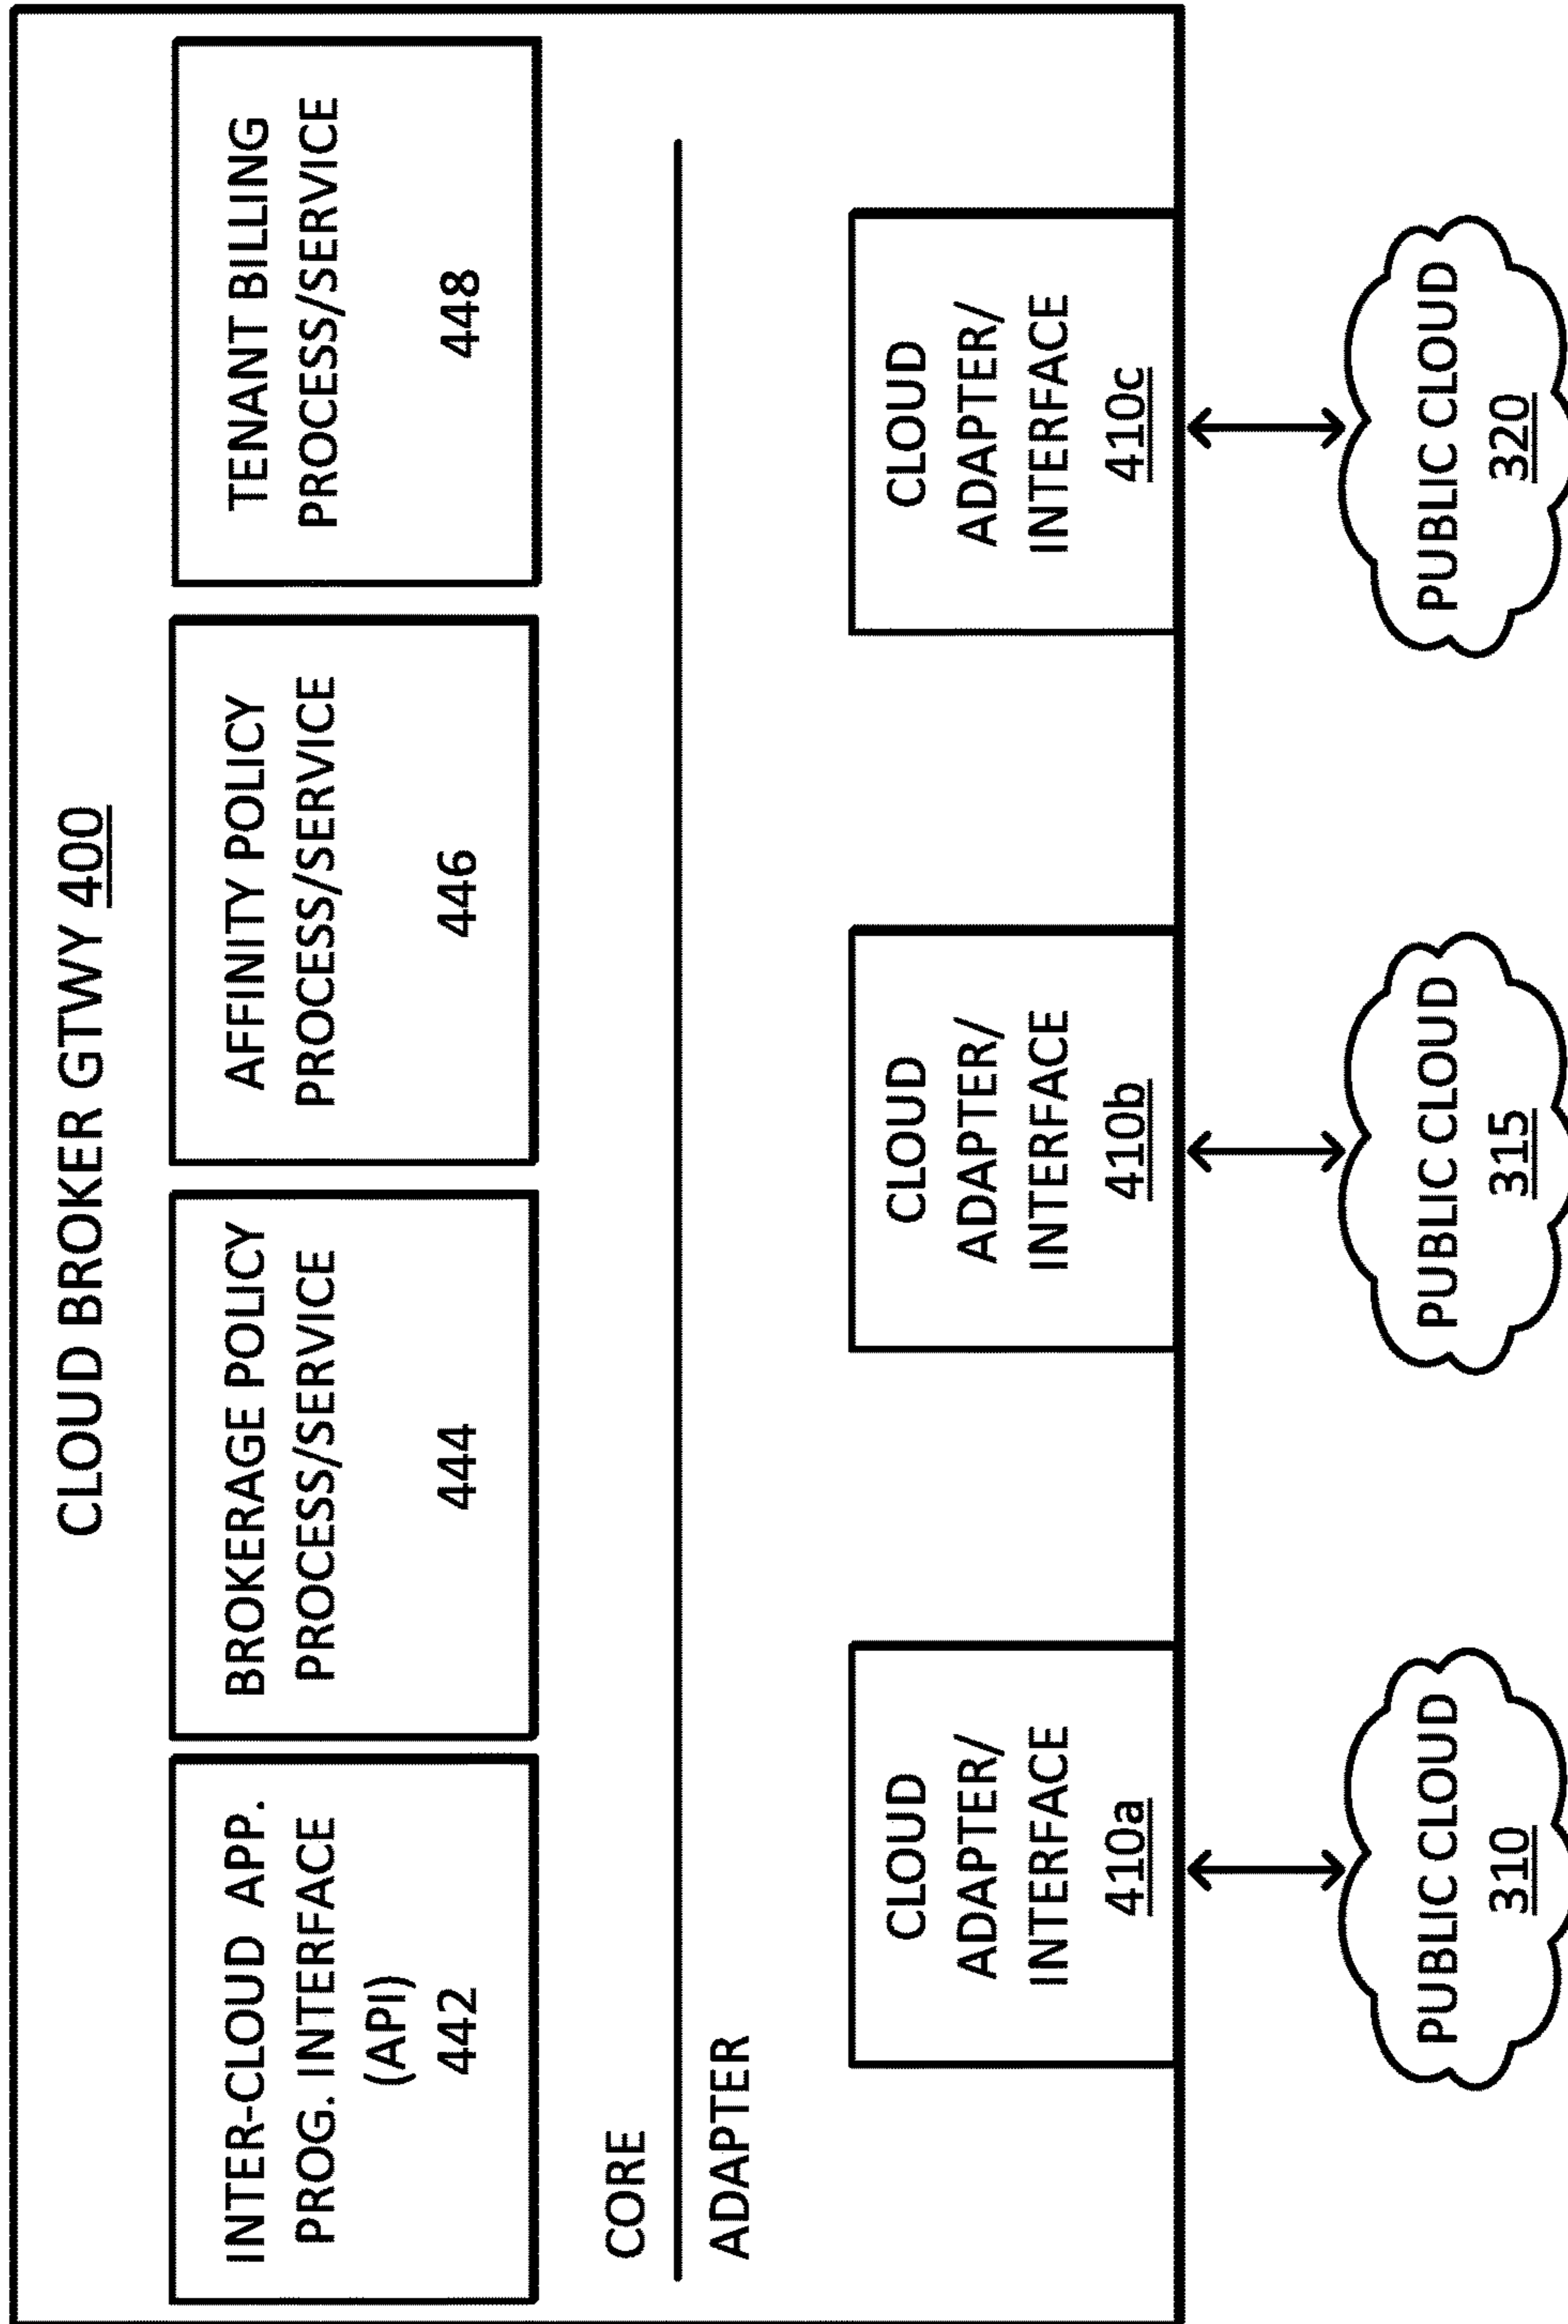 CLOUD BROKER GTWY 400
INTER-CLOUD APP.
PROG. INTERFACE
(API)
442
BROKERAGE POLICY
PROCESS/SERVICE
444
AFFINITY POLICY
PROCESS/SERVICE
446
TENANT BILLING
PROCESS/SERVICE
448
CORE
ADAPTER
CLOUD
ADAPTER/
INTERFACE
410a
CLOUD
ADAPTER/
INTERFACE
410b
CLOUD
ADAPTER/
INTERFACE
410c
PUBLIC CLOUD
310
PUBLIC CLOUD
315
PUBLIC CLOUD
320